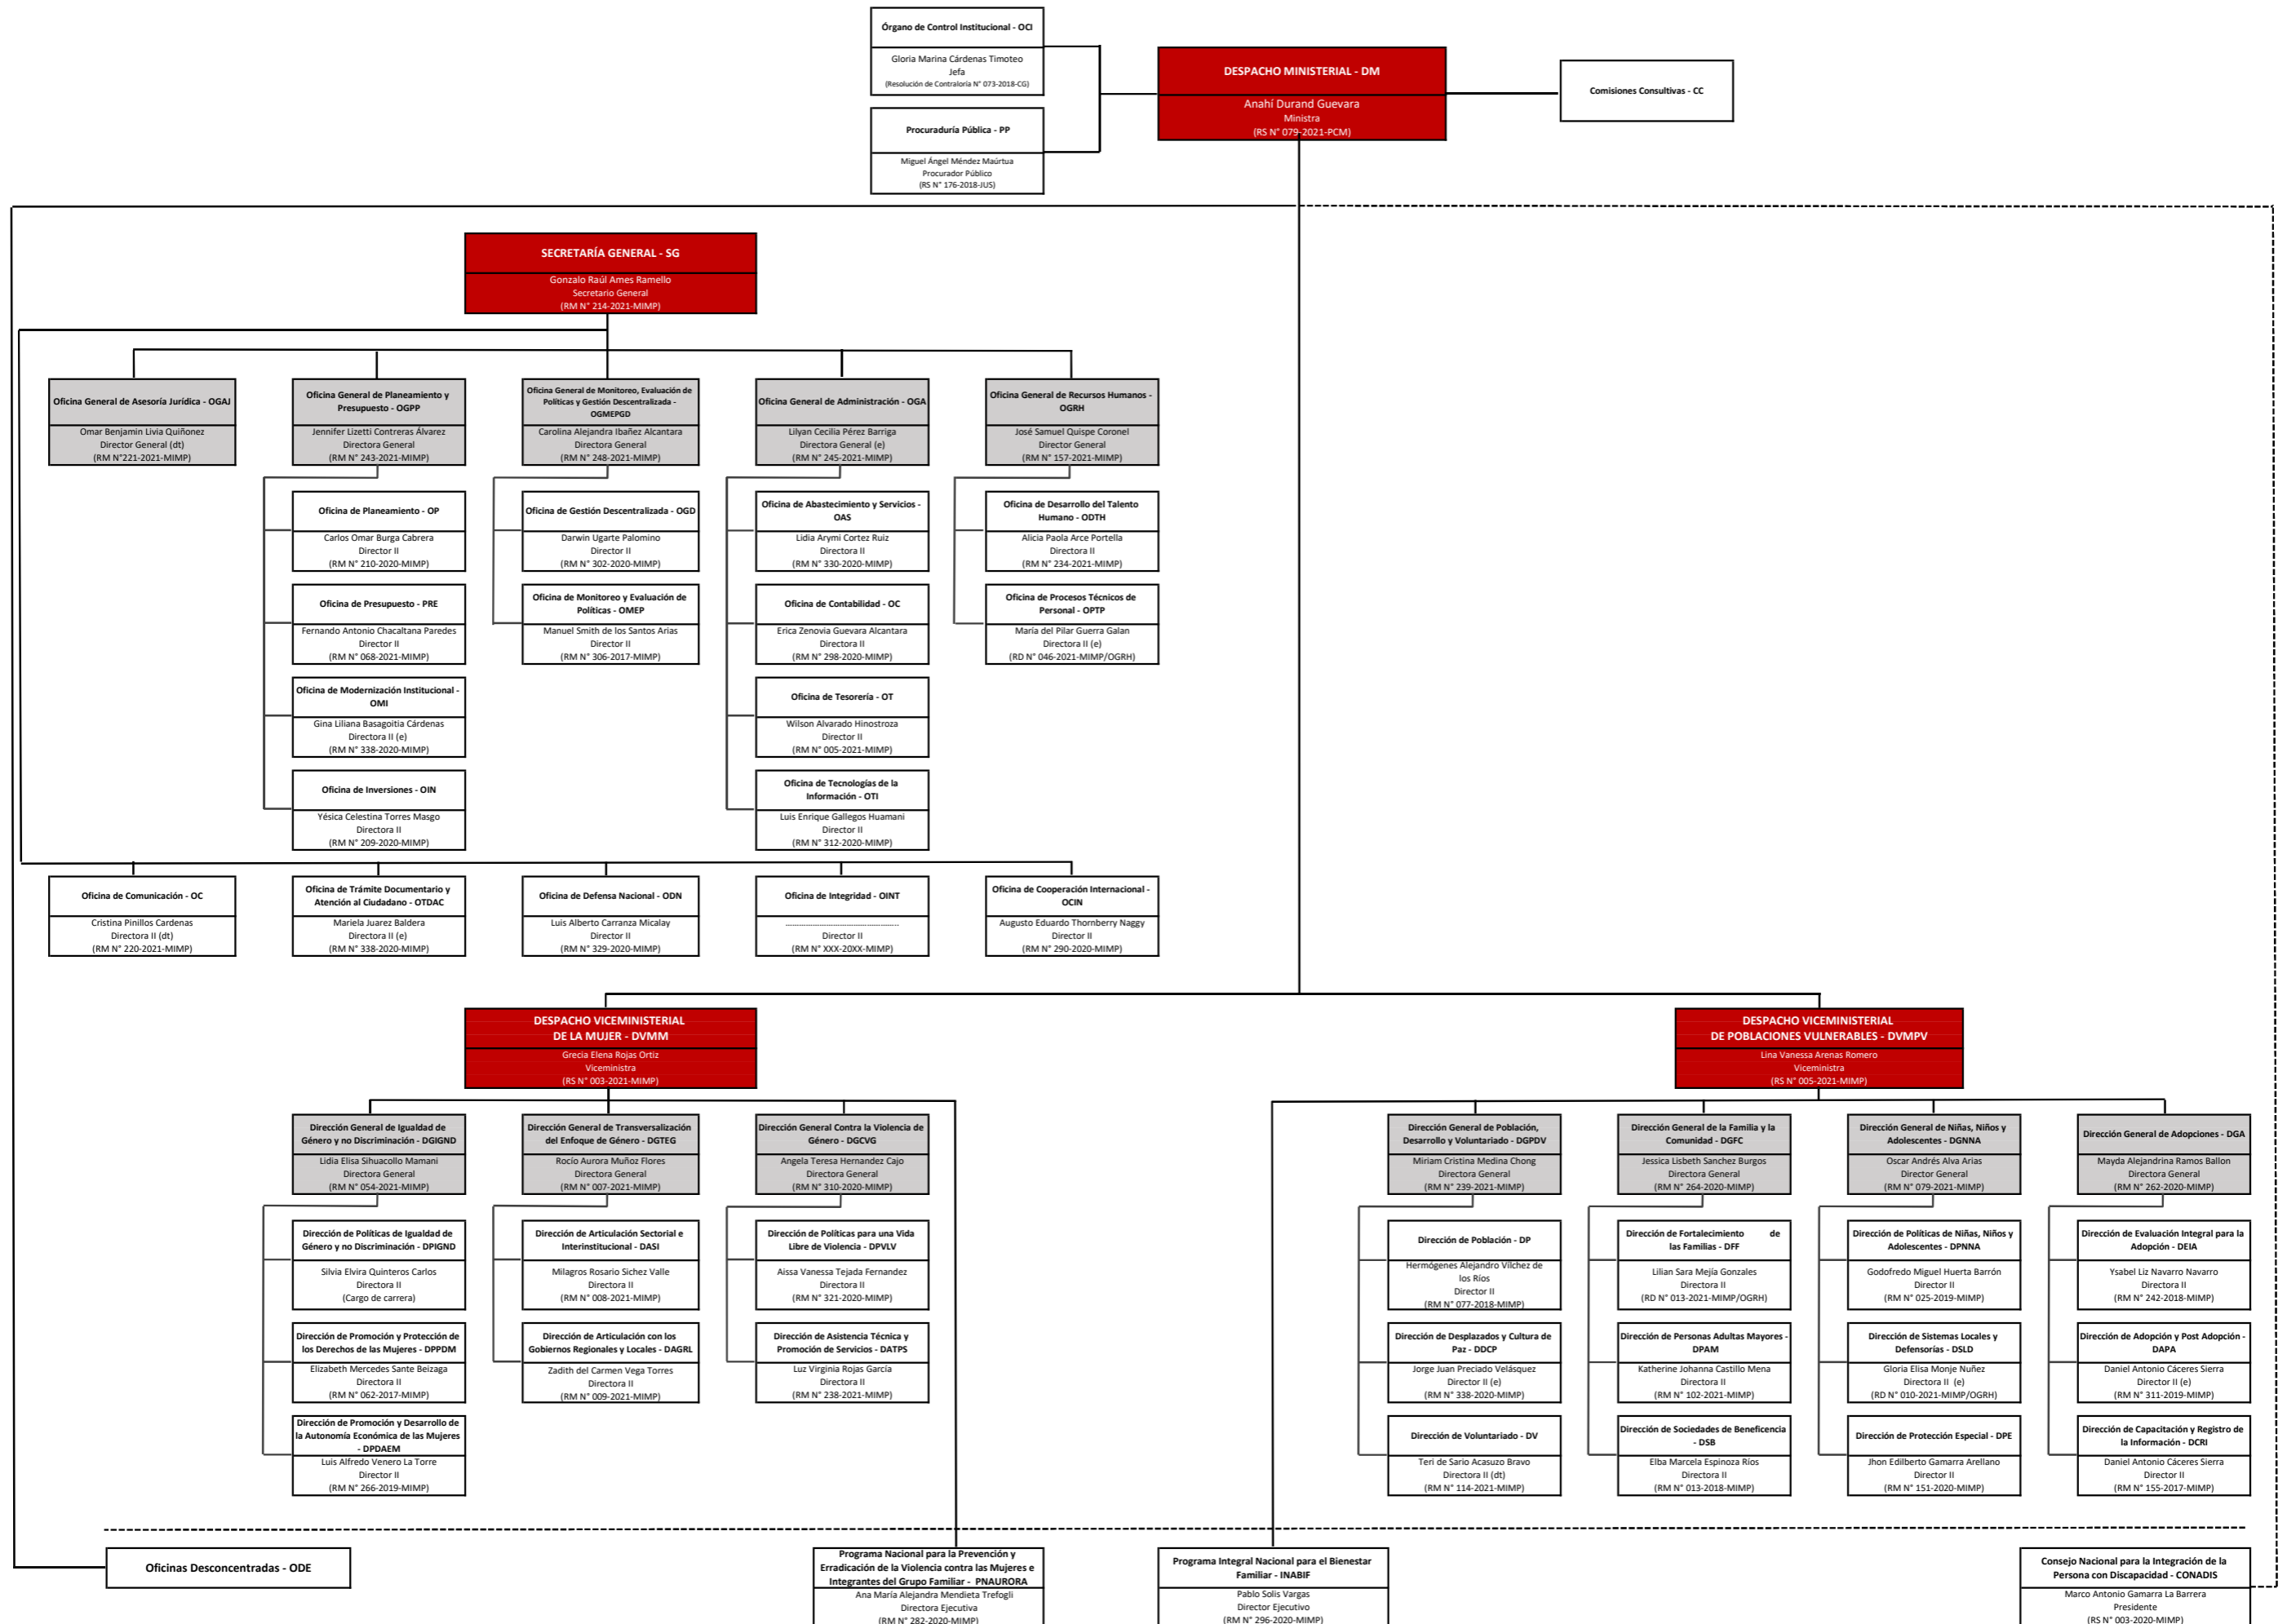 Órgano de Control Institucional - OCI
Gloria Marina Cárdenas Timoteo
Jefa
(Resolución de Contraloría N° 073-2018-CG)
Procuraduría Pública - PP
Miguel Ángel Méndez Maúrtua
Procurador Público
(RS N° 176-2018-JUS)
DESPACHO MINISTERIAL - DM
Anahí Durand Guevara
Ministra
(RS N° 079-2021-PCM)
Comisiones Consultivas - CC
SECRETARÍA GENERAL - SG
Gonzalo Raúl Ames Ramello
Secretario General
(RM N° 214-2021-MIMP)
Oficina General de Asesoría Jurídica - OGAJ
Omar Benjamin Livia Quiñonez
Director General (dt)
(RM N°221-2021-MIMP)
Oficina General de Planeamiento y
Presupuesto - OGPP
Jennifer Lizetti Contreras Álvarez
Directora General
(RM N° 243-2021-MIMP)
Oficina General de Monitoreo, Evaluación de
Políticas y Gestión Descentralizada -
OGMEPGD
Carolina Alejandra Ibañez Alcantara
Directora General
(RM N° 248-2021-MIMP)
Oficina General de Administración - OGA
Lilyan Cecilia Pérez Barriga
Directora General (e)
(RM N° 245-2021-MIMP)
Oficina General de Recursos Humanos -
OGRH
José Samuel Quispe Coronel
Director General
(RM N° 157-2021-MIMP)
Oficina de Planeamiento - OP
Carlos Omar Burga Cabrera
Director II
(RM N° 210-2020-MIMP)
Oficina de Gestión Descentralizada - OGD
Darwin Ugarte Palomino
Director II
(RM N° 302-2020-MIMP)
Oficina de Abastecimiento y Servicios -
OAS
Lidia Arymi Cortez Ruiz
Directora II
(RM N° 330-2020-MIMP)
Oficina de Desarrollo del Talento
Humano - ODTH
Alicia Paola Arce Portella
Directora II
(RM N° 234-2021-MIMP)
Oficina de Presupuesto - PRE
Fernando Antonio Chacaltana Paredes
Director II
(RM N° 068-2021-MIMP)
Oficina de Monitoreo y Evaluación de
Políticas - OMEP
Manuel Smith de los Santos Arias
Director II
(RM N° 306-2017-MIMP)
Oficina de Contabilidad - OC
Erica Zenovia Guevara Alcantara
Directora II
(RM N° 298-2020-MIMP)
Oficina de Procesos Técnicos de
Personal - OPTP
María del Pilar Guerra Galan
Directora II (e)
(RD N° 046-2021-MIMP/OGRH)
Oficina de Modernización Institucional -
OMI
Gina Liliana Basagoitia Cárdenas
Directora II (e)
(RM N° 338-2020-MIMP)
Oficina de Tesorería - OT
Wilson Alvarado Hinostroza
Director II
(RM N° 005-2021-MIMP)
Oficina de Inversiones - OIN
Yésica Celestina Torres Masgo
Directora II
(RM N° 209-2020-MIMP)
Oficina de Tecnologías de la
Información - OTI
Luis Enrique Gallegos Huamani
Director II
(RM N° 312-2020-MIMP)
Oficina de Comunicación - OC
Cristina Pinillos Cardenas
Directora II (dt)
(RM N° 220-2021-MIMP)
Oficina de Trámite Documentario y
Atención al Ciudadano - OTDAC
Mariela Juarez Baldera
Directora II (e)
(RM N° 338-2020-MIMP)
Oficina de Defensa Nacional - ODN
Luis Alberto Carranza Micalay
Director II
(RM N° 329-2020-MIMP)
Oficina de Integridad - OINT
..................................................
Director II
(RM N° XXX-20XX-MIMP)
Oficina de Cooperación Internacional -
OCIN
Augusto Eduardo Thornberry Naggy
Director II
(RM N° 290-2020-MIMP)
DESPACHO VICEMINISTERIAL
DE LA MUJER - DVMM
Grecia Elena Rojas Ortiz
Viceministra
(RS N° 003-2021-MIMP)
DESPACHO VICEMINISTERIAL
DE POBLACIONES VULNERABLES - DVMPV
Lina Vanessa Arenas Romero
Viceministra
(RS N° 005-2021-MIMP)
Dirección General de Igualdad de
Género y no Discriminación - DGIGND
Lidia Elisa Sihuacollo Mamani
Directora General
(RM N° 054-2021-MIMP)
Dirección General de Transversalización
del Enfoque de Género - DGTEG
Rocío Aurora Muñoz Flores
Directora General
(RM N° 007-2021-MIMP)
Dirección General Contra la Violencia de
Género - DGCVG
Angela Teresa Hernandez Cajo
Directora General
(RM N° 310-2020-MIMP)
Dirección General de Población,
Desarrollo y Voluntariado - DGPDV
Miriam Cristina Medina Chong
Directora General
(RM N° 239-2021-MIMP)
Dirección General de la Familia y la
Comunidad - DGFC
Jessica Lisbeth Sanchez Burgos
Directora General
(RM N° 264-2020-MIMP)
Dirección General de Niñas, Niños y
Adolescentes - DGNNA
Oscar Andrés Alva Arias
Director General
(RM N° 079-2021-MIMP)
Dirección General de Adopciones - DGA
Mayda Alejandrina Ramos Ballon
Directora General
(RM N° 262-2020-MIMP)
Dirección de Políticas de Igualdad de
Género y no Discriminación - DPIGND
Silvia Elvira Quinteros Carlos
Directora II
(Cargo de carrera)
Dirección de Articulación Sectorial e
Interinstitucional - DASI
Milagros Rosario Sichez Valle
Directora II
(RM N° 008-2021-MIMP)
Dirección de Políticas para una Vida
Libre de Violencia - DPVLV
Aissa Vanessa Tejada Fernandez
Directora II
(RM N° 321-2020-MIMP)
Dirección de Población - DP
Hermógenes Alejandro Vílchez de
los Ríos
Director II
(RM N° 077-2018-MIMP)
Dirección de Fortalecimiento de
las Familias - DFF
Lilian Sara Mejía Gonzales
Directora II
(RD N° 013-2021-MIMP/OGRH)
Dirección de Políticas de Niñas, Niños y
Adolescentes - DPNNA
Godofredo Miguel Huerta Barrón
Director II
(RM N° 025-2019-MIMP)
Dirección de Evaluación Integral para la
Adopción - DEIA
Ysabel Liz Navarro Navarro
Directora II
(RM N° 242-2018-MIMP)
Dirección de Promoción y Protección de
los Derechos de las Mujeres - DPPDM
Elizabeth Mercedes Sante Beizaga
Directora II
(RM N° 062-2017-MIMP)
Dirección de Articulación con los
Gobiernos Regionales y Locales - DAGRL
Zadith del Carmen Vega Torres
Directora II
(RM N° 009-2021-MIMP)
Dirección de Asistencia Técnica y
Promoción de Servicios - DATPS
Luz Virginia Rojas García
Directora II
(RM N° 238-2021-MIMP)
Dirección de Desplazados y Cultura de
Paz - DDCP
Jorge Juan Preciado Velásquez
Director II (e)
(RM N° 338-2020-MIMP)
Dirección de Personas Adultas Mayores -
DPAM
Katherine Johanna Castillo Mena
Directora II
(RM N° 102-2021-MIMP)
Dirección de Sistemas Locales y
Defensorías - DSLD
Gloria Elisa Monje Nuñez
Directora II (e)
(RD N° 010-2021-MIMP/OGRH)
Dirección de Adopción y Post Adopción -
DAPA
Daniel Antonio Cáceres Sierra
Director II (e)
(RM N° 311-2019-MIMP)
Dirección de Promoción y Desarrollo de
la Autonomía Económica de las Mujeres
- DPDAEM
Luis Alfredo Venero La Torre
Director II
(RM N° 266-2019-MIMP)
Dirección de Voluntariado - DV
Teri de Sario Acasuzo Bravo
Directora II (dt)
(RM N° 114-2021-MIMP)
Dirección de Sociedades de Beneficencia
- DSB
Elba Marcela Espinoza Ríos
Directora II
(RM N° 013-2018-MIMP)
Dirección de Protección Especial - DPE
Jhon Edilberto Gamarra Arellano
Director II
(RM N° 151-2020-MIMP)
Dirección de Capacitación y Registro de
la Información - DCRI
Daniel Antonio Cáceres Sierra
Director II
(RM N° 155-2017-MIMP)
Oficinas Desconcentradas - ODE
Programa Nacional para la Prevención y
Erradicación de la Violencia contra las Mujeres e
Integrantes del Grupo Familiar - PNAURORA
Ana María Alejandra Mendieta Trefogli
Directora Ejecutiva
(RM N° 282-2020-MIMP)
Programa Integral Nacional para el Bienestar
Familiar - INABIF
Pablo Solis Vargas
Director Ejecutivo
(RM N° 296-2020-MIMP)
Consejo Nacional para la Integración de la
Persona con Discapacidad - CONADIS
Marco Antonio Gamarra La Barrera
Presidente
(RS N° 003-2020-MIMP)